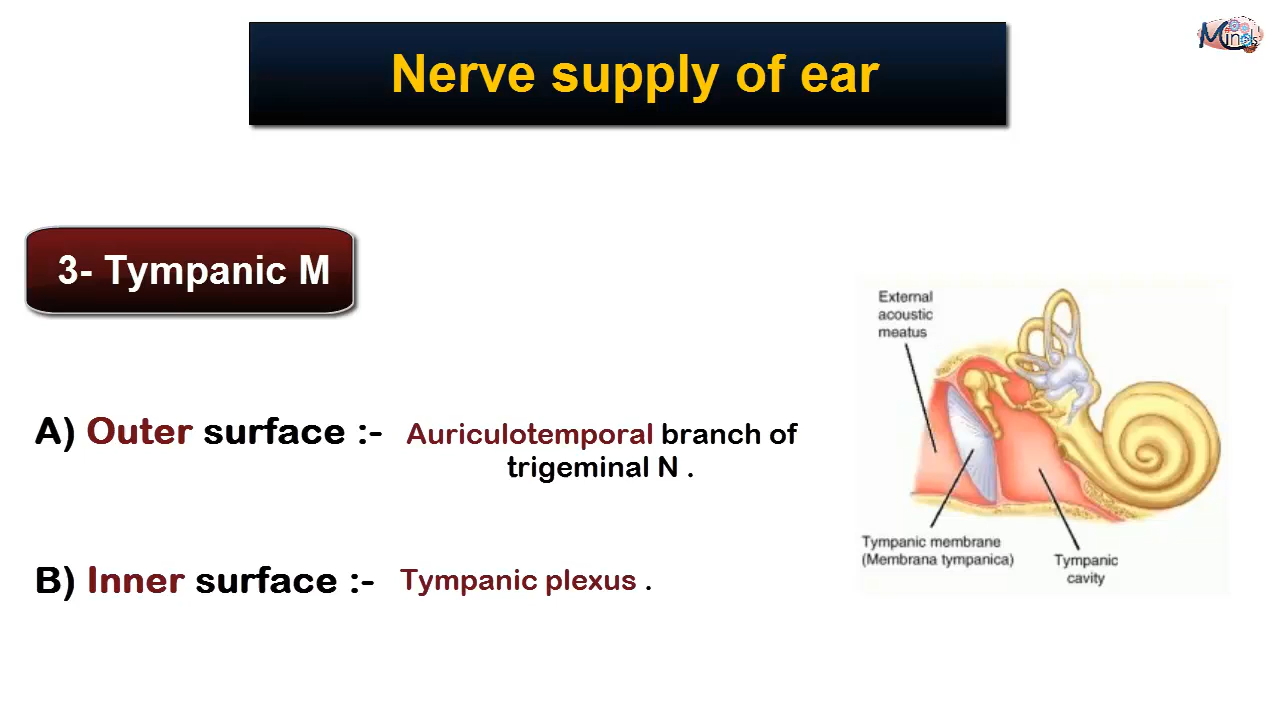 Minds
Nerve supply of ear
3- Tympanic M
A) Outer surface :- Auriculotemporal branch of
trigeminal N .
B) Inner surface :- Tympanic plexus .
External
acoustic
meatus
Tympanic membrane
(Membrana tympanica)
Tympanic
cavity